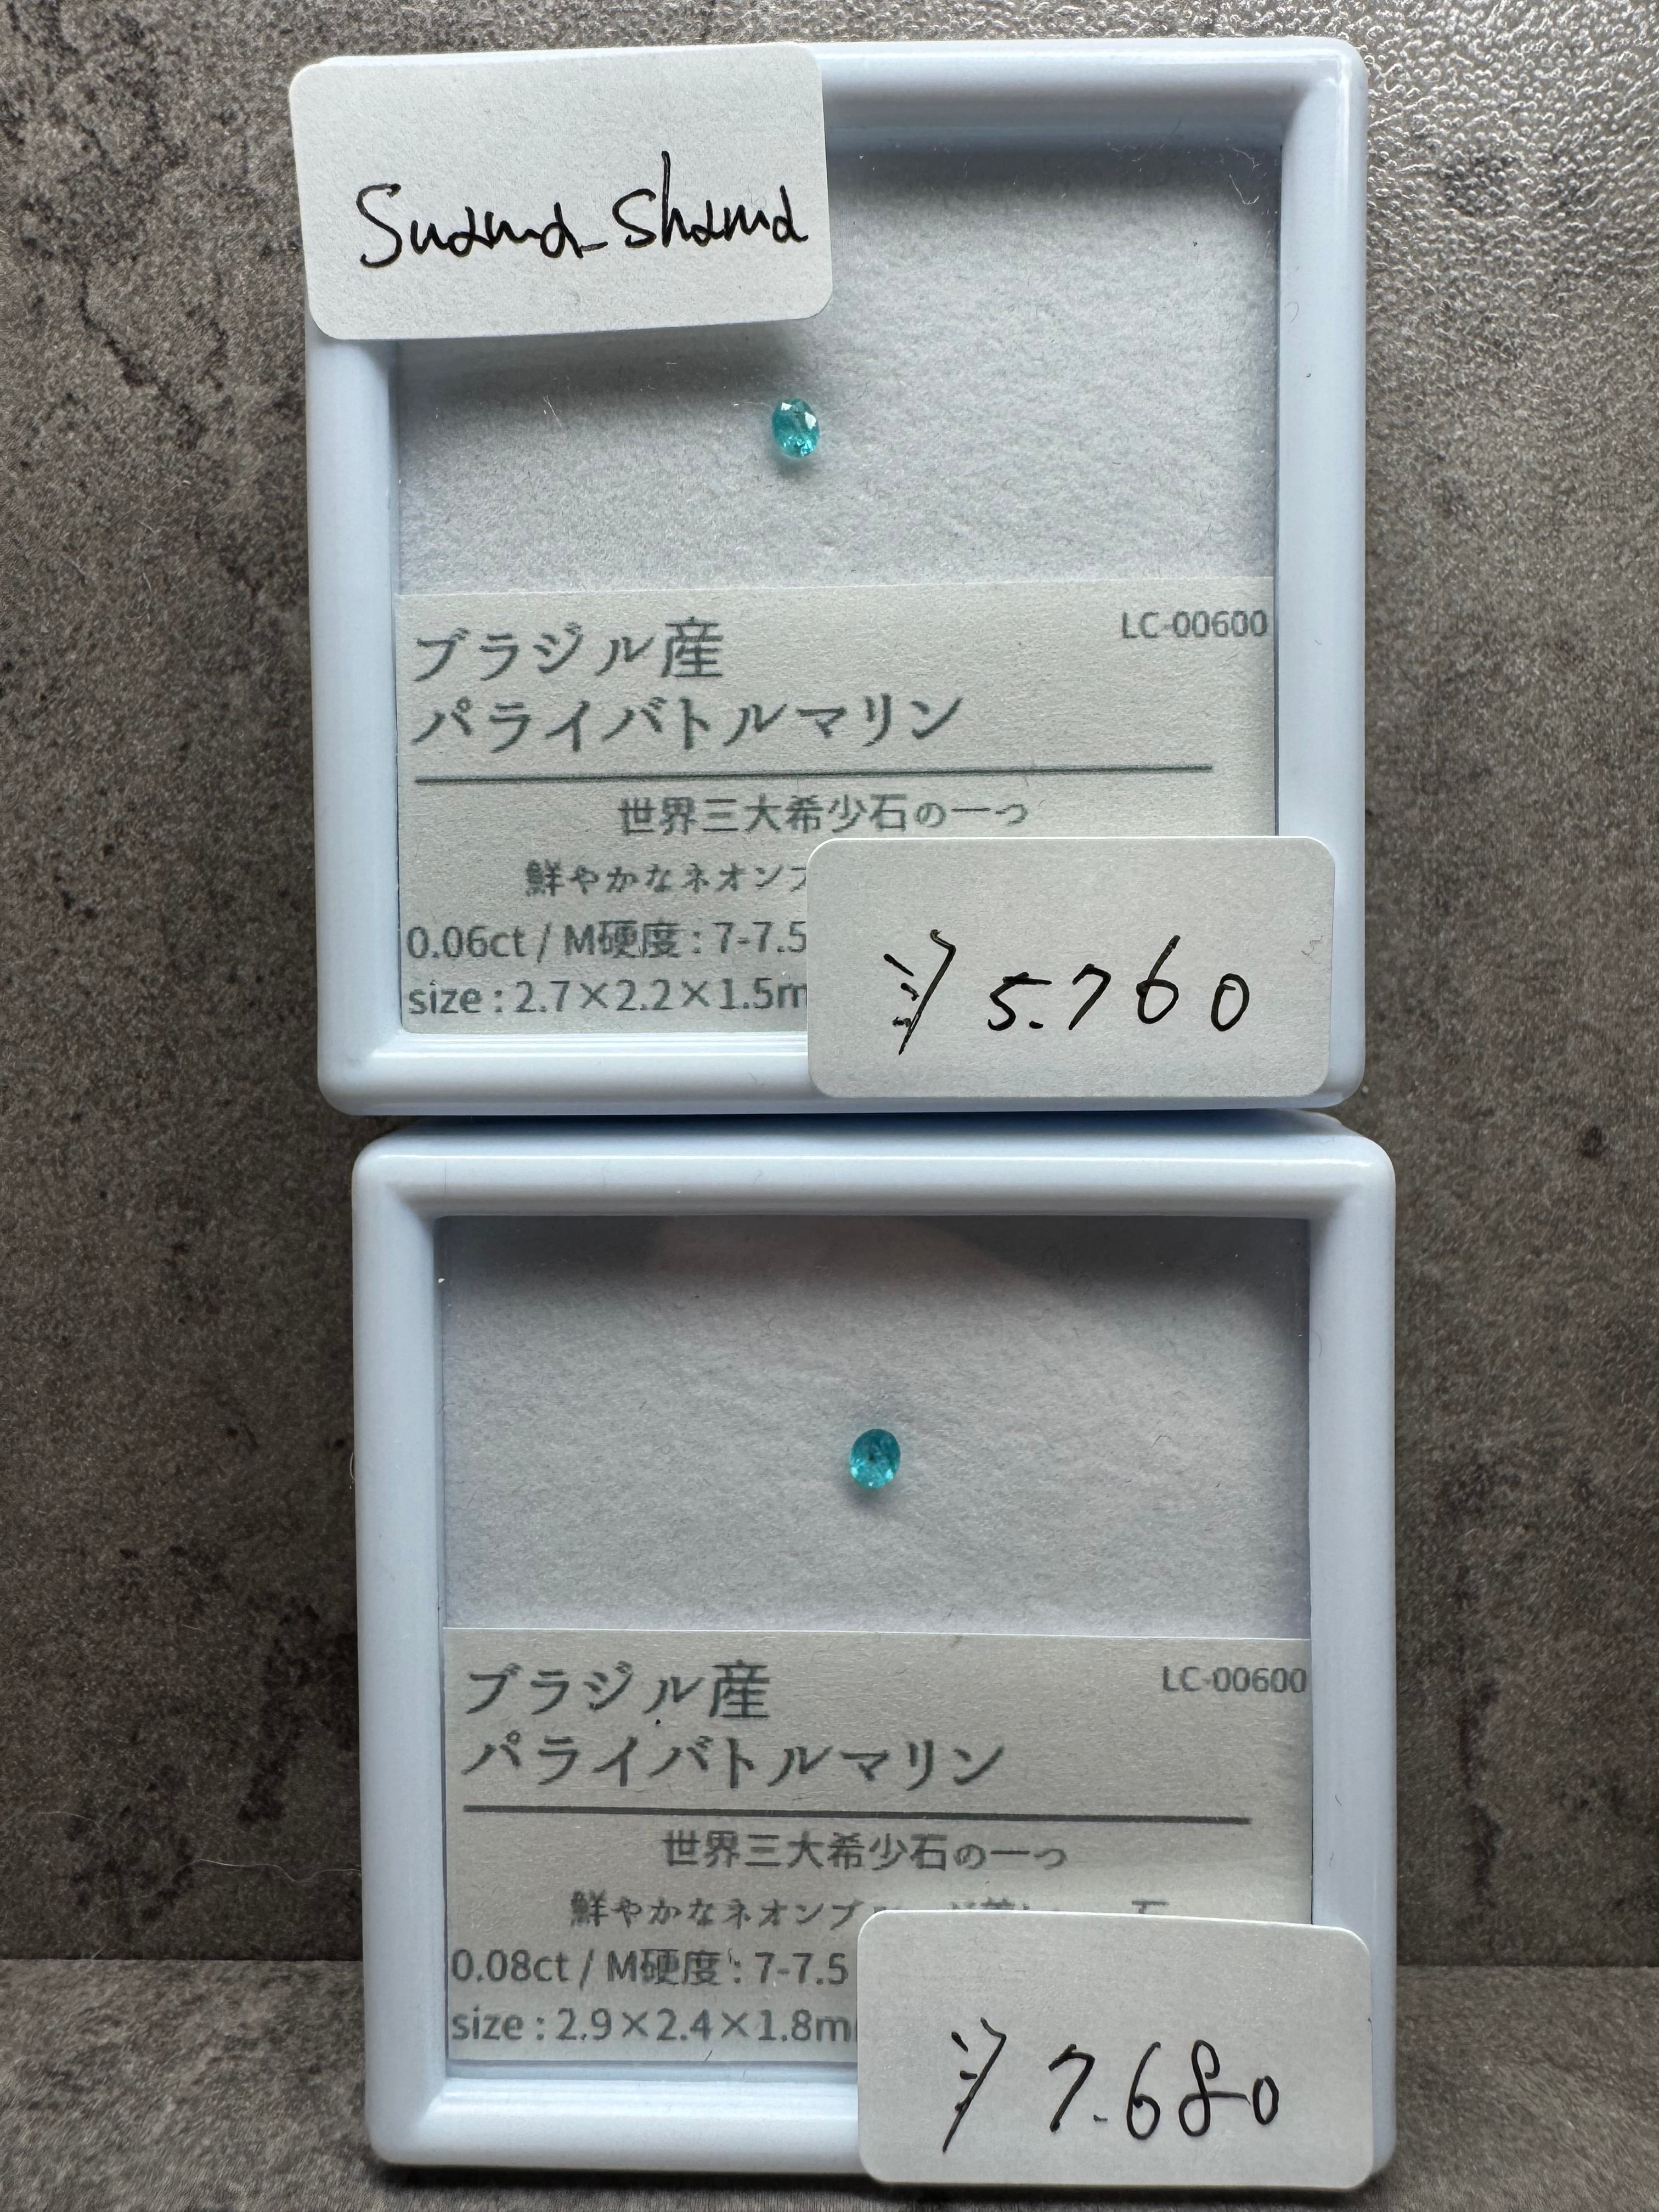 Suama_Shama
LC-00600
ブラジル産
パライバトルマリン
世界三大希少石の一つ
鮮やかなネオンブ
0.06ct / M硬度 : 7-7.5
size : 2.7×2.2×1.5m
¥5.760
LC-00600
ブラジル産
パライバトルマリン
世界三大希少石の一つ
鮮やかなネオンブ
0.08ct / M硬度 : 7-7.5
size : 2.9×2.4×1.8m
¥7.680